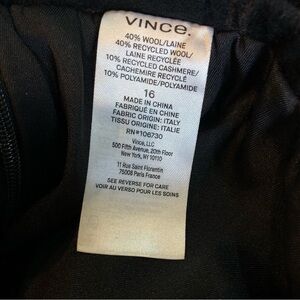 VINCE.
40% WOOL/LAINE
40% RECYCLED WOOL/
LAINE RECYCLÉE
10% RECYCLED CASHMERE/
CACHEMIRE RECYCLÉ
10% POLYAMIDE/POLYAMIDE
16
MADE IN CHINA
FABRIQUÉ EN CHINE
FABRIC ORIGIN: ITALY
TISSU ORIGINE: ITALIE
RN#106730
Vince, LLC
500 Fifth Avenue, 20th Floor
New York, NY 10110
11 Rue Saint Florentin
75008 Paris France
SEE REVERSE FOR CARE
VOIR AU VERSO POUR LES SOINS